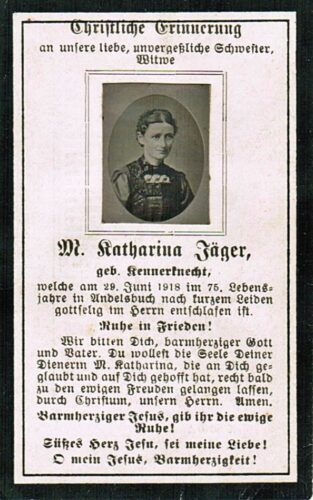 Christliche Erinnerung
an unsere liebe, unvergeßliche Schwester,
Witwe
M. Katharina Jäger,
geb. Kennerknecht,
welche am 29. Juni 1918 im 75. Lebens-
jahre in Andelsbuch nach kurzem Leiden
gottselig im Herrn entschlafen ist.
Ruhe in Frieden!
Wir bitten Dich, barmherziger Gott
und Vater. Du wollest die Seele Deiner
Dienerin M. Katharina, die an Dich ge-
glaubt und auf Dich gehofft hat, recht bald
zu den ewigen Freuden gelangen lassen,
durch Christum, unsern Herrn. Amen.
Barmherziger Jesus, gib ihr die ewige
Ruhe!
Süßes Herz Jesu, sei meine Liebe!
O mein Jesus, Barmherzigkeit!